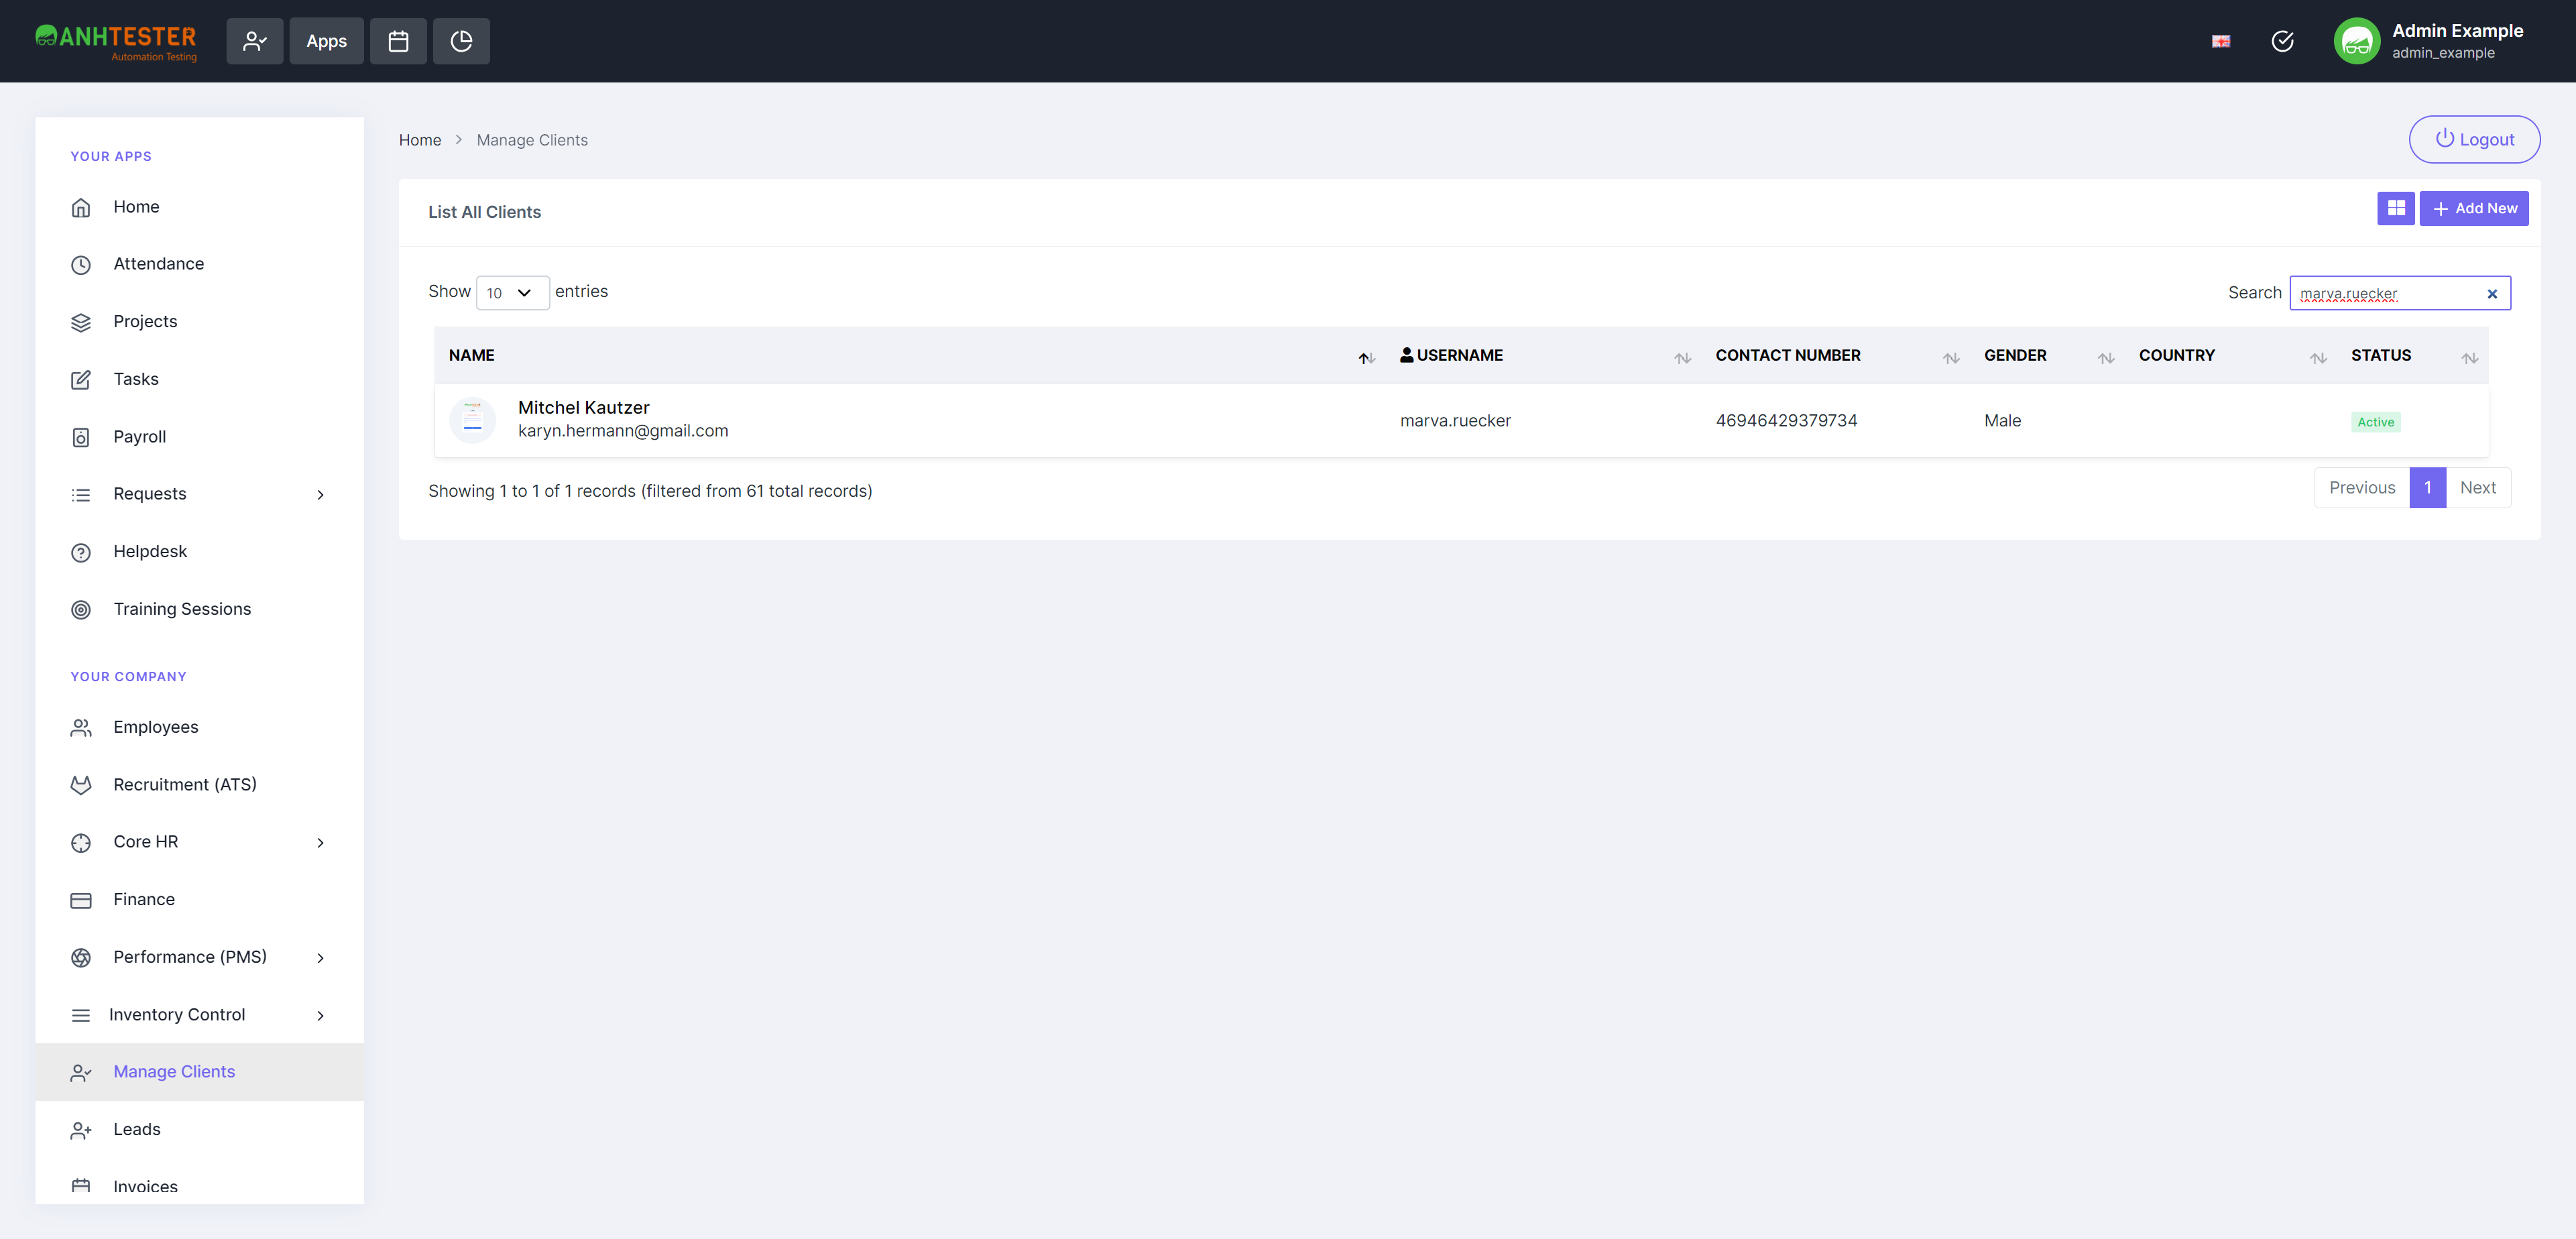 ANHTESTER
Automation Testing
Apps
Admin Example
admin_example
YOUR APPS
Home
Attendance
Projects
Tasks
Payroll
Requests
Helpdesk
Training Sessions
YOUR COMPANY
Employees
Recruitment (ATS)
Core HR
Finance
Performance (PMS)
Inventory Control
Manage Clients
Leads
Invoices
Home > Manage Clients
Logout
List All Clients
Add New
Show 10 entries
Search marva.ruecker
NAME USERNAME CONTACT NUMBER GENDER COUNTRY STATUS
Mitchel Kautzer
karyn.hermann@gmail.com
marva.ruecker 46946429379734 Male Active
Showing 1 to 1 of 1 records (filtered from 61 total records)
Previous 1 Next